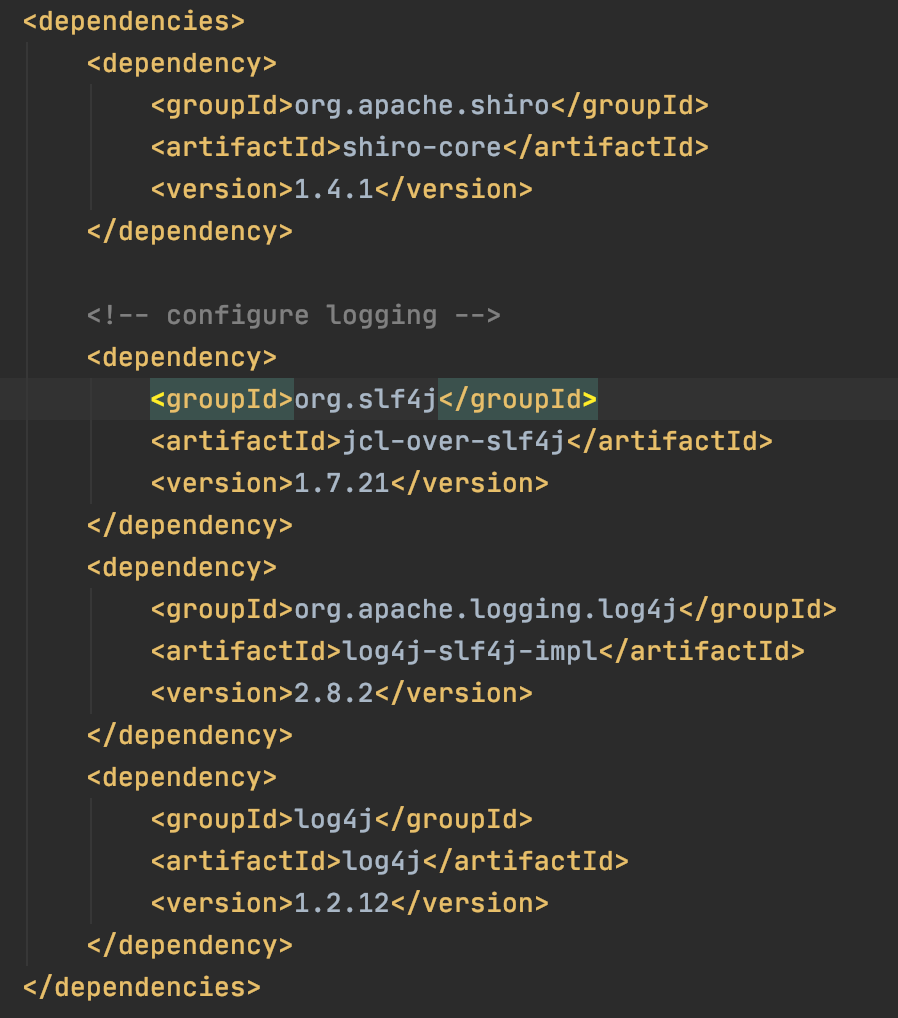 <dependencies>
    <dependency>
        <groupId>org.apache.shiro</groupId>
        <artifactId>shiro-core</artifactId>
        <version>1.4.1</version>
    </dependency>

    <!-- configure logging -->
    <dependency>
        <groupId>org.slf4j</groupId>
        <artifactId>jcl-over-slf4j</artifactId>
        <version>1.7.21</version>
    </dependency>
    <dependency>
        <groupId>org.apache.logging.log4j</groupId>
        <artifactId>log4j-slf4j-impl</artifactId>
        <version>2.8.2</version>
    </dependency>
    <dependency>
        <groupId>log4j</groupId>
        <artifactId>log4j</artifactId>
        <version>1.2.12</version>
    </dependency>
</dependencies>